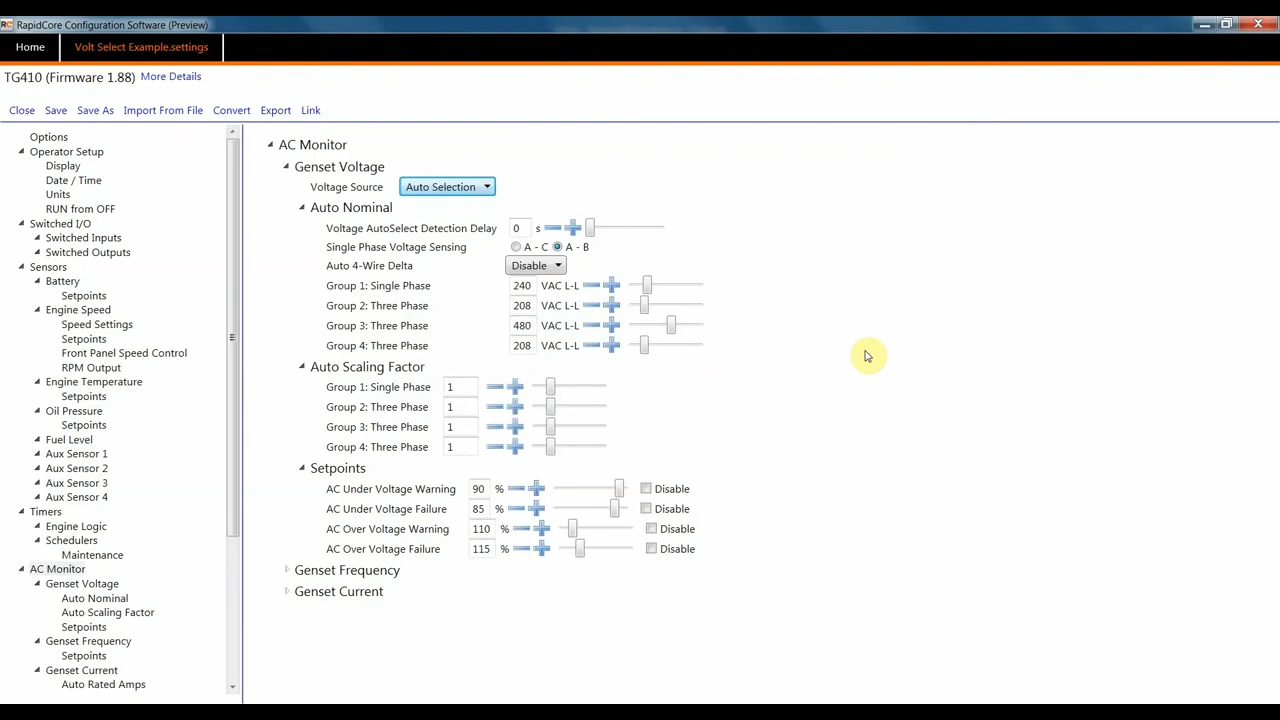 RC RapidCore Configuration Software (Preview)
Home Volt Select Example.settings
TG410 (Firmware 1.88) More Details
Close Save Save As Import From File Convert Export Link
Options
Operator Setup
Display
Date / Time
Units
RUN from OFF
Switched I/O
Switched Inputs
Switched Outputs
Sensors
Battery
Setpoints
Engine Speed
Speed Settings
Setpoints
Front Panel Speed Control
RPM Output
Engine Temperature
Setpoints
Oil Pressure
Setpoints
Fuel Level
Aux Sensor 1
Aux Sensor 2
Aux Sensor 3
Aux Sensor 4
Timers
Engine Logic
Schedulers
Maintenance
AC Monitor
Genset Voltage
Auto Nominal
Auto Scaling Factor
Setpoints
Genset Frequency
Setpoints
Genset Current
Auto Rated Amps
AC Monitor
Genset Voltage
Voltage Source Auto Selection
Auto Nominal
Voltage AutoSelect Detection Delay 0 s
Single Phase Voltage Sensing A - C A - B
Auto 4-Wire Delta Disable
Group 1: Single Phase 240 VAC L-L
Group 2: Three Phase 208 VAC L-L
Group 3: Three Phase 480 VAC L-L
Group 4: Three Phase 208 VAC L-L
Auto Scaling Factor
Group 1: Single Phase 1
Group 2: Three Phase 1
Group 3: Three Phase 1
Group 4: Three Phase 1
Setpoints
AC Under Voltage Warning 90 % Disable
AC Under Voltage Failure 85 % Disable
AC Over Voltage Warning 110 % Disable
AC Over Voltage Failure 115 % Disable
Genset Frequency
Genset Current